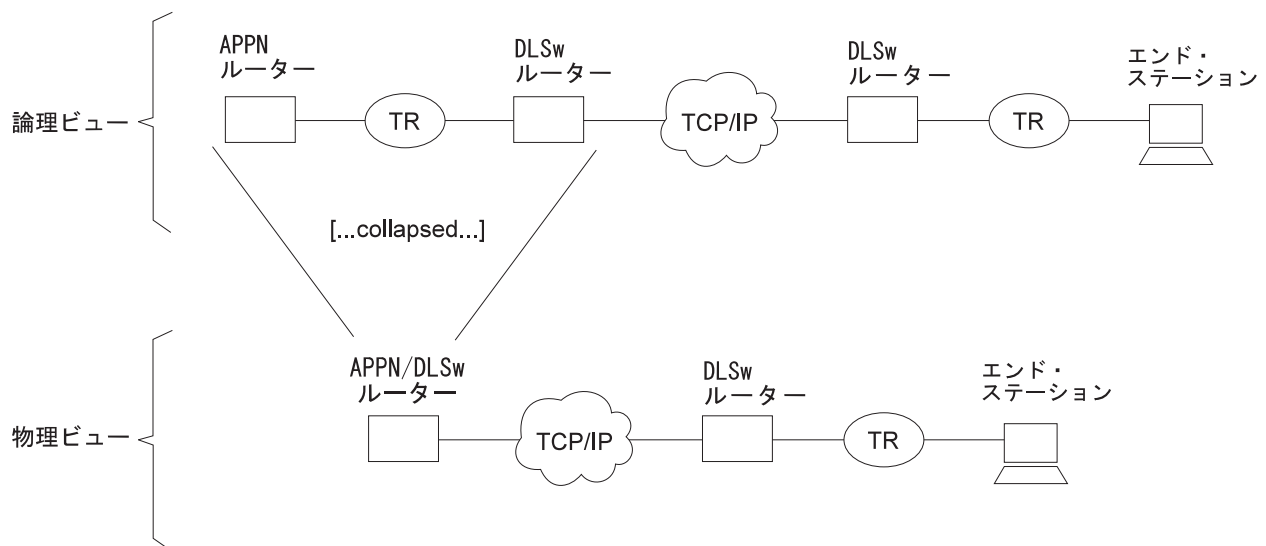 APPN
ルーター
DLSw
ルーター
DLSw
ルーター
エンド・
ステーション
論理ビュー
TR
TCP/IP
TR
[...collapsed...]
APPN/DLSw
ルーター
DLSw
ルーター
エンド・
ステーション
物理ビュー
TCP/IP
TR